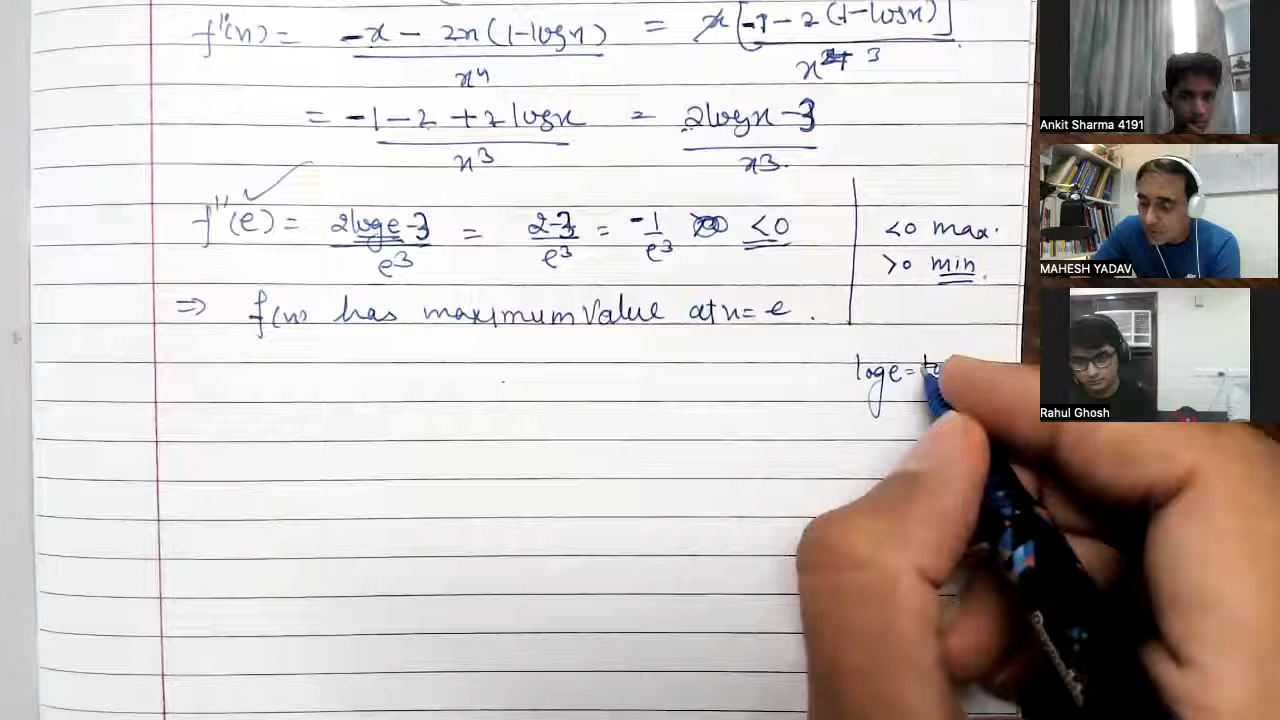 f''(x) = -x - 2x(1-logx) / x⁴ = x[-1-2(1-logx)] / x³
= -1-2+2logx / x³ = 2logx-3 / x3.
f''(e) = 2loge-3 / e³ = 2-3 / e³ = -1 / e³ <0
<0 max.
>0 min.
⇒ f(x) has maximum value at x=e.
loge=
Ankit Sharma 4191
MAHESH YADAV
Rahul Ghosh